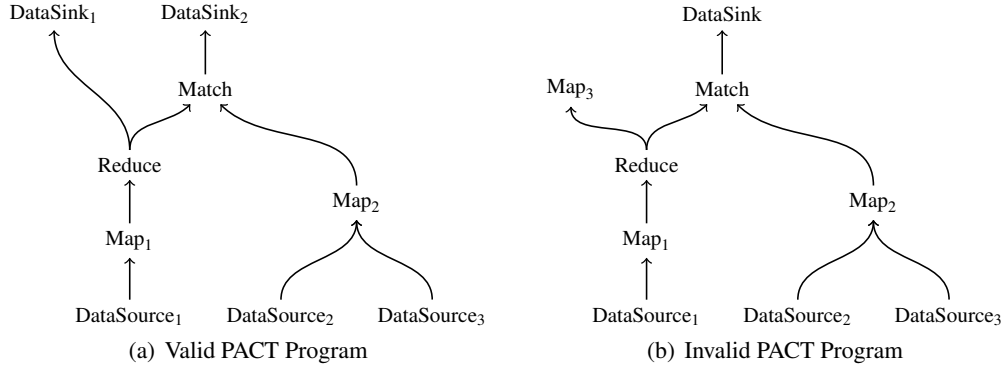 DataSink₁ DataSink₂ DataSink
Map₃
Match Match
Reduce Reduce
Map₂ Map₂
Map₁ Map₁
DataSource₁ DataSource₂ DataSource₃ DataSource₁ DataSource₂ DataSource₃
(a) Valid PACT Program (b) Invalid PACT Program